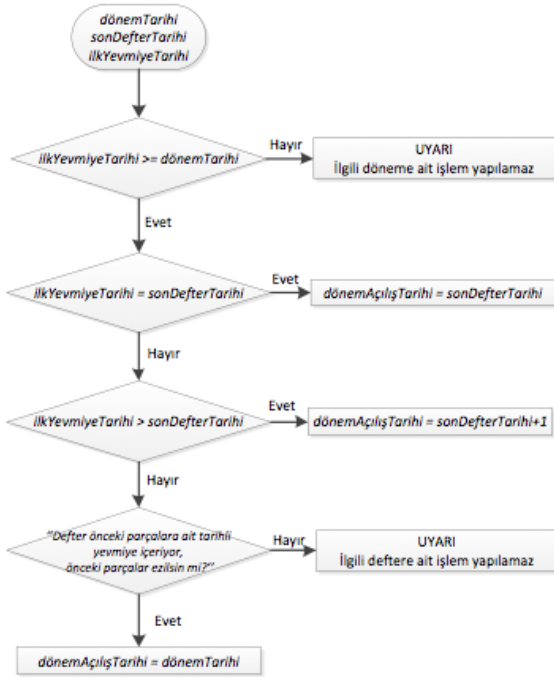 dönemTarihi
sonDefterTarihi
ilkYevmiyeTarihi
ilkYevmiyeTarihi >= dönemTarihi
Hayır
UYARI
İlgili döneme ait işlem yapılamaz
Evet
ilkYevmiyeTarihi = sonDefterTarihi
Evet
dönemAçılışTarihi = sonDefterTarihi
Hayır
ilkYevmiyeTarihi > sonDefterTarihi
Evet
dönemAçılışTarihi = sonDefterTarihi+1
Hayır
"Defter önceki parçalara ait tarihli
yevmiye içeriyor,
önceki parçalar ezilsin mi?"
Hayır
UYARI
İlgili deftere ait işlem yapılamaz
Evet
dönemAçılışTarihi = dönemTarihi